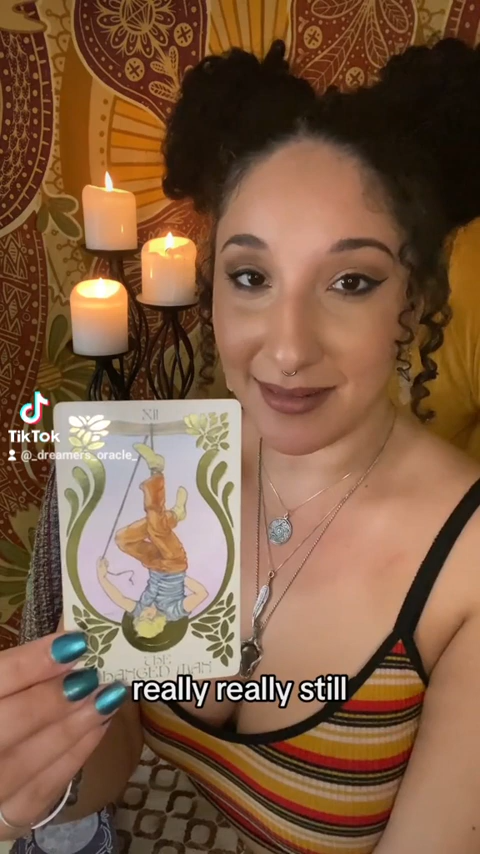 XII
TikTok
@_dreamers_oracle_
THE
HANGED MAN
really really still